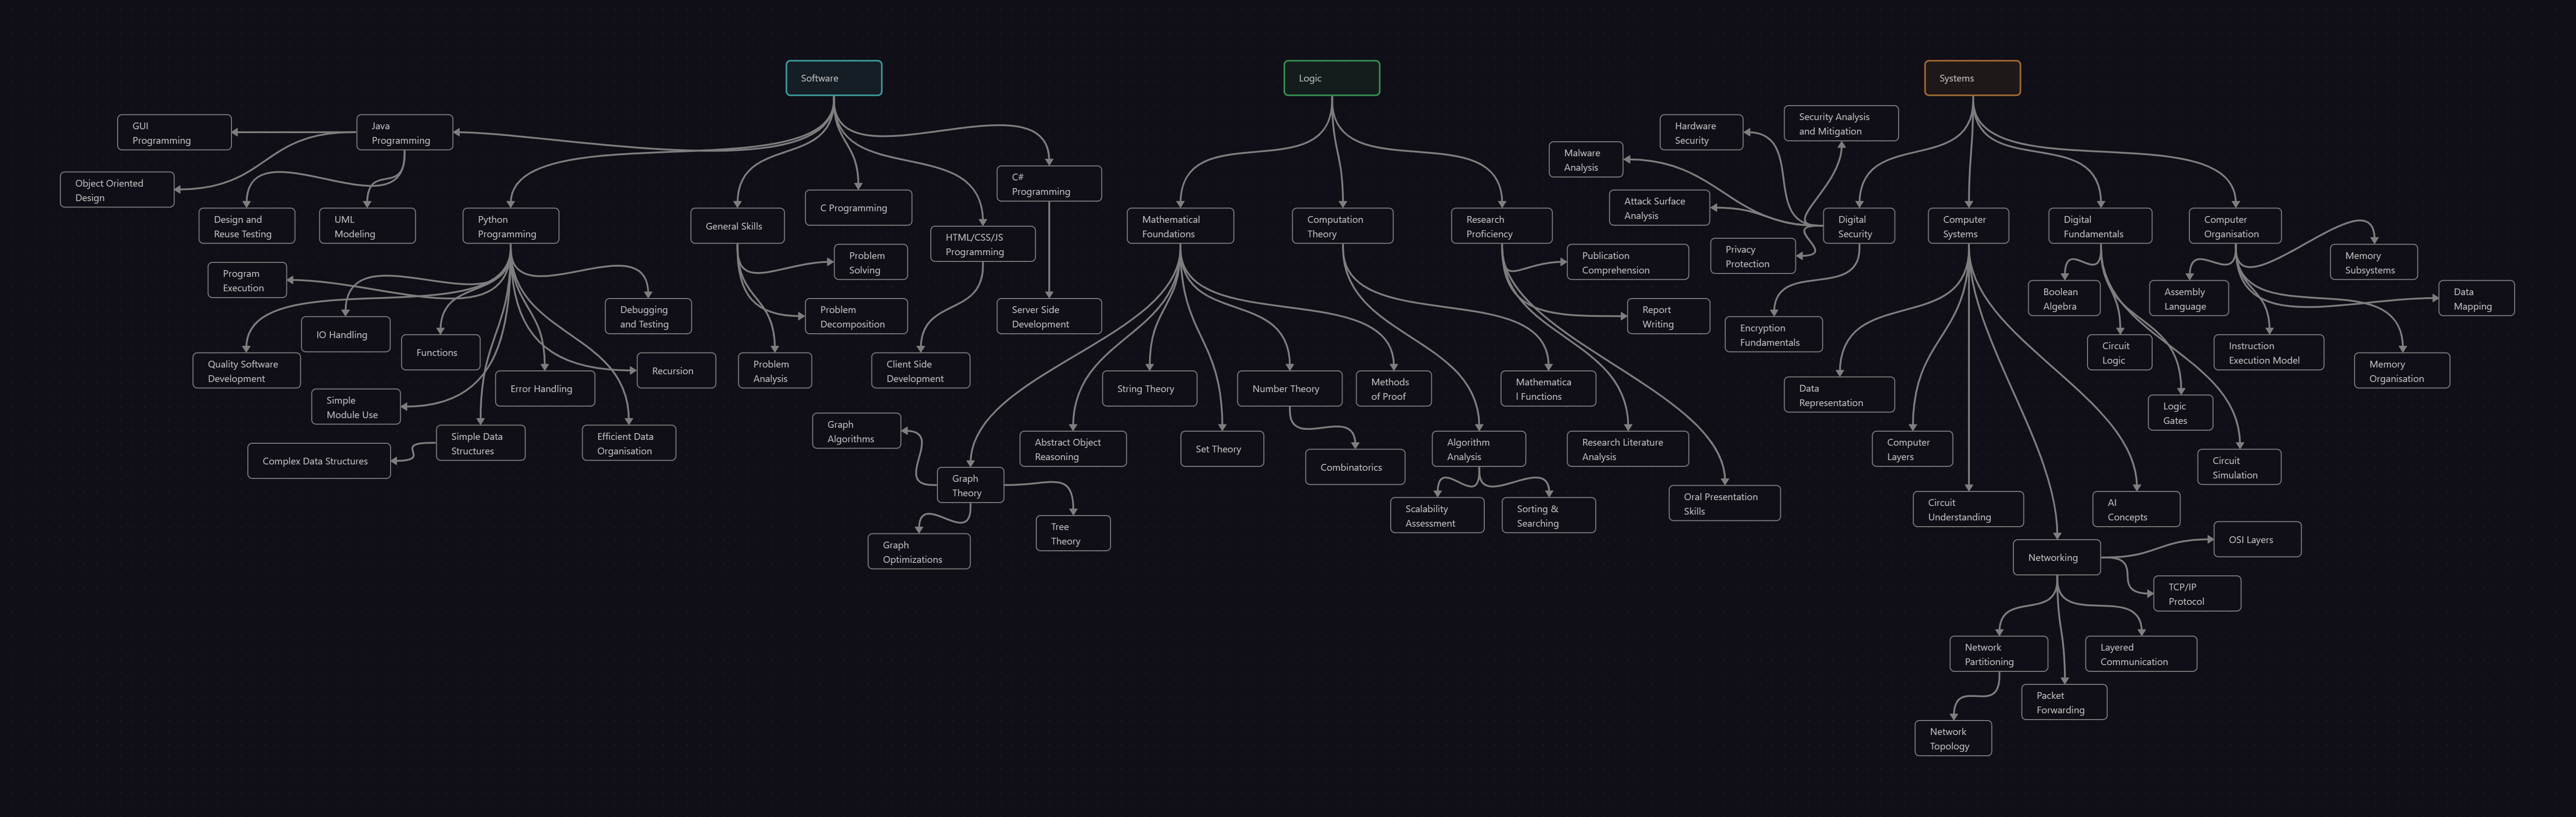 Software
Logic
Systems
GUI
Programming
Java
Programming
Object Oriented
Design
Design and
Reuse Testing
UML
Modeling
Python
Programming
General Skills
C Programming
HTML/CSS/JS
Programming
C#
Programming
Program
Execution
IO Handling
Functions
Debugging
and Testing
Quality Software
Development
Simple
Module Use
Error Handling
Recursion
Simple Data
Structures
Efficient Data
Organisation
Complex Data Structures
Problem
Solving
Problem
Decomposition
Problem
Analysis
Client Side
Development
Server Side
Development
Mathematical
Foundations
Computation
Theory
Research
Proficiency
String Theory
Number Theory
Methods
of Proof
Mathematica
l Functions
Graph
Algorithms
Abstract Object
Reasoning
Set Theory
Combinatorics
Algorithm
Analysis
Graph
Theory
Tree
Theory
Graph
Optimizations
Scalability
Assessment
Sorting &
Searching
Publication
Comprehension
Report
Writing
Research Literature
Analysis
Oral Presentation
Skills
Hardware
Security
Security Analysis
and Mitigation
Malware
Analysis
Attack Surface
Analysis
Privacy
Protection
Digital
Security
Encryption
Fundamentals
Computer
Systems
Digital
Fundamentals
Computer
Organisation
Memory
Subsystems
Boolean
Algebra
Assembly
Language
Data
Mapping
Circuit
Logic
Instruction
Execution Model
Memory
Organisation
Data
Representation
Logic
Gates
Computer
Layers
Circuit
Simulation
Circuit
Understanding
AI
Concepts
Networking
OSI Layers
TCP/IP
Protocol
Network
Partitioning
Layered
Communication
Packet
Forwarding
Network
Topology